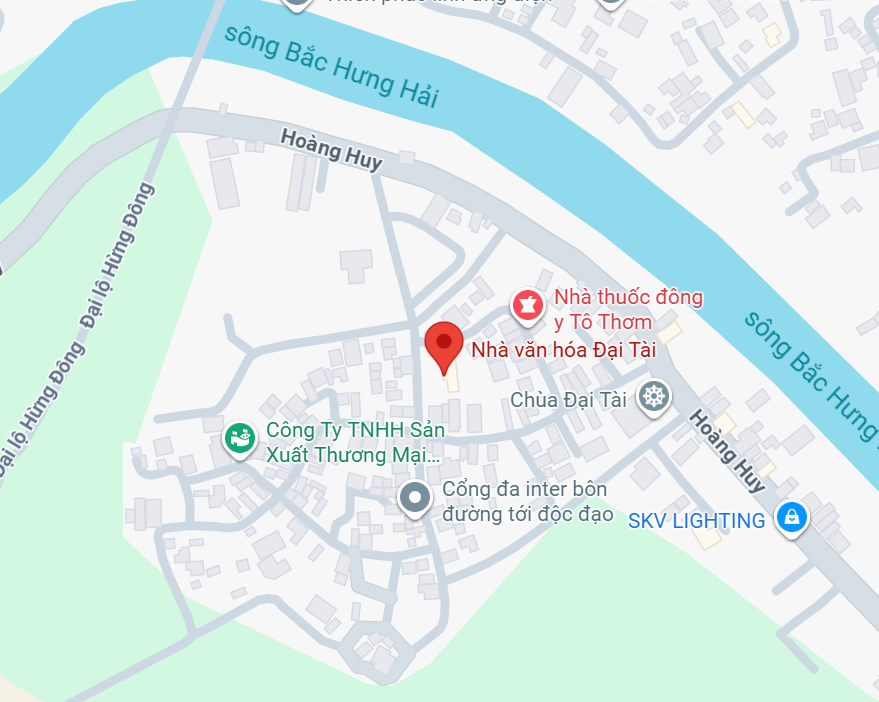 sông Bắc Hưng Hải
Hoàng Huy
Đại lộ Hùng Đông
Đại lộ Hừng Đông
Nhà thuốc đông
y Tô Thơm
sông Bắc Hưng
Nhà văn hóa Đại Tài
Chùa Đại Tài
Công Ty TNHH Sản
Xuất Thương Mại...
Hoàng Huy
Cổng đa inter bôn
đường tới độc đạo
SKV LIGHTING